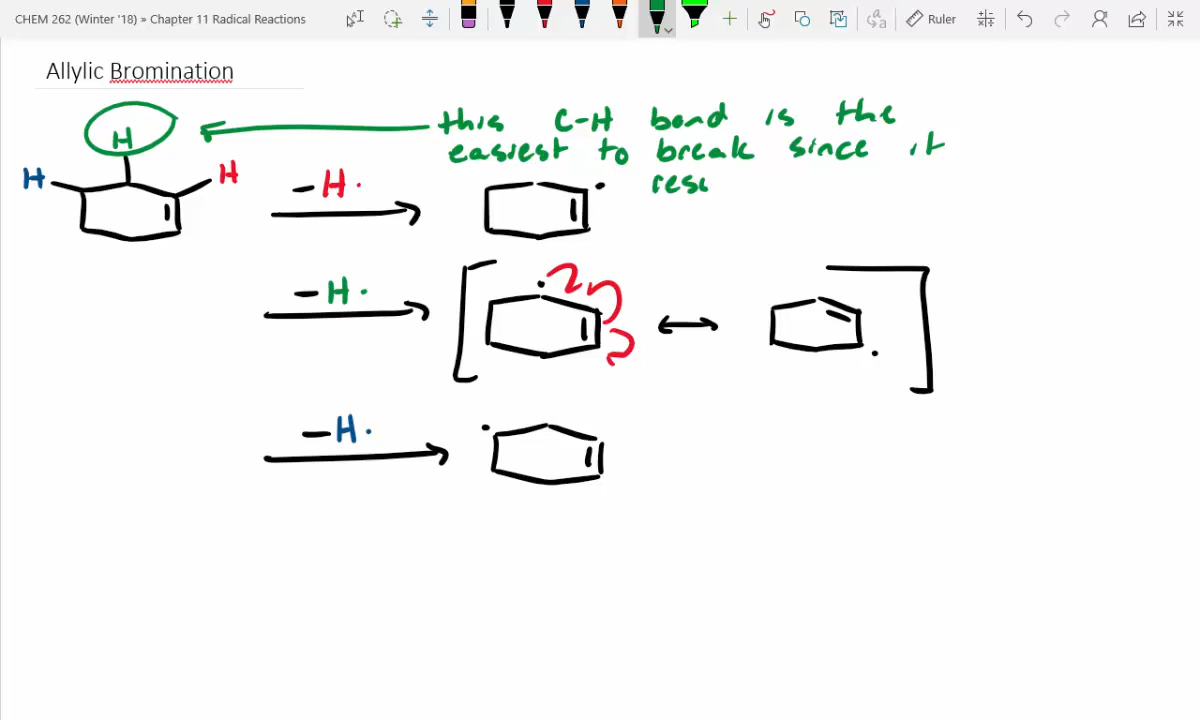 CHEM 262 (Winter '18) » Chapter 11 Radical Reactions
Ruler
Allylic Bromination
H
this C-H bond is the
easiest to break since it
H
H
- H ·
- H ·
- H ·